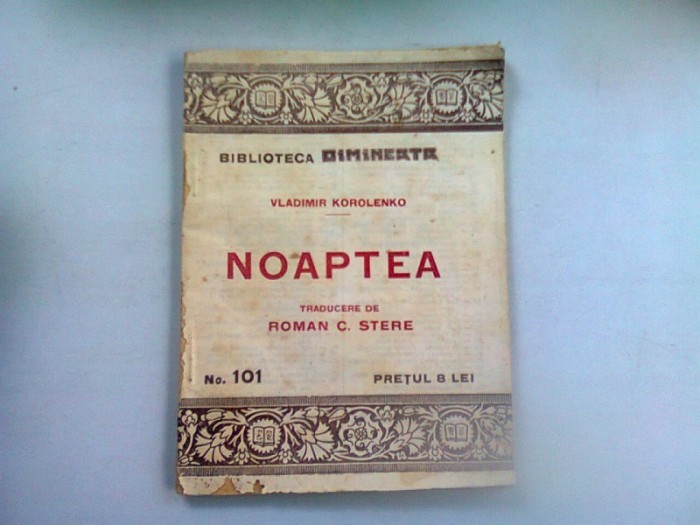 BIBLIOTECA DIMINEAȚA
VLADIMIR KOROLENKO
NOAPTEA
TRADUCERE DE
ROMAN C. STERE
No. 101 PREȚUL 8 LEI